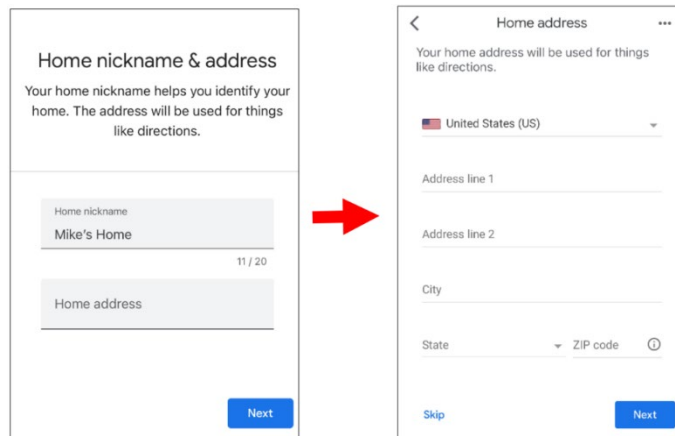 Home nickname & address
Your home nickname helps you identify your
home. The address will be used for things
like directions.
Home nickname
Mike's Home
11 / 20
Home address
Next
Home address
Your home address will be used for things
like directions.
United States (US)
Address line 1
Address line 2
City
State ZIP code
Skip Next